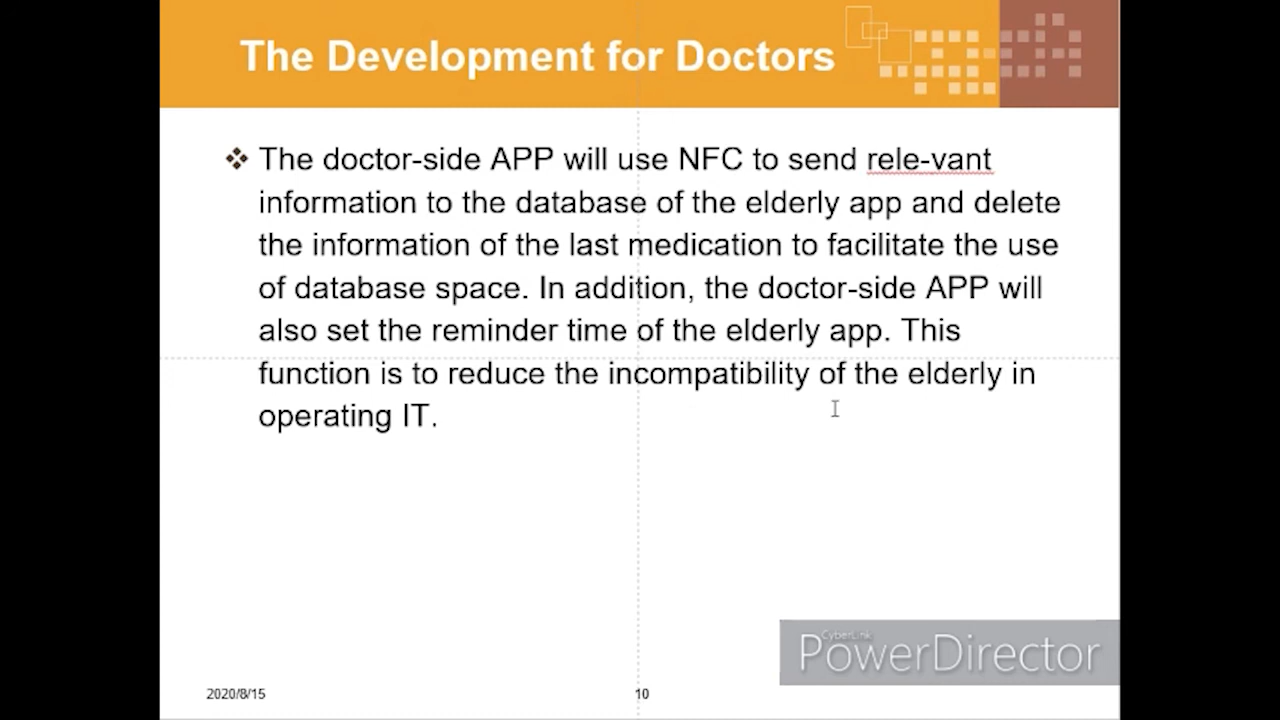 The Development for Doctors
The doctor-side APP will use NFC to send rele-vant
information to the database of the elderly app and delete
the information of the last medication to facilitate the use
of database space. In addition, the doctor-side APP will
also set the reminder time of the elderly app. This
function is to reduce the incompatibility of the elderly in
operating IT.
CyberLink
PowerDirector
2020/8/15
10